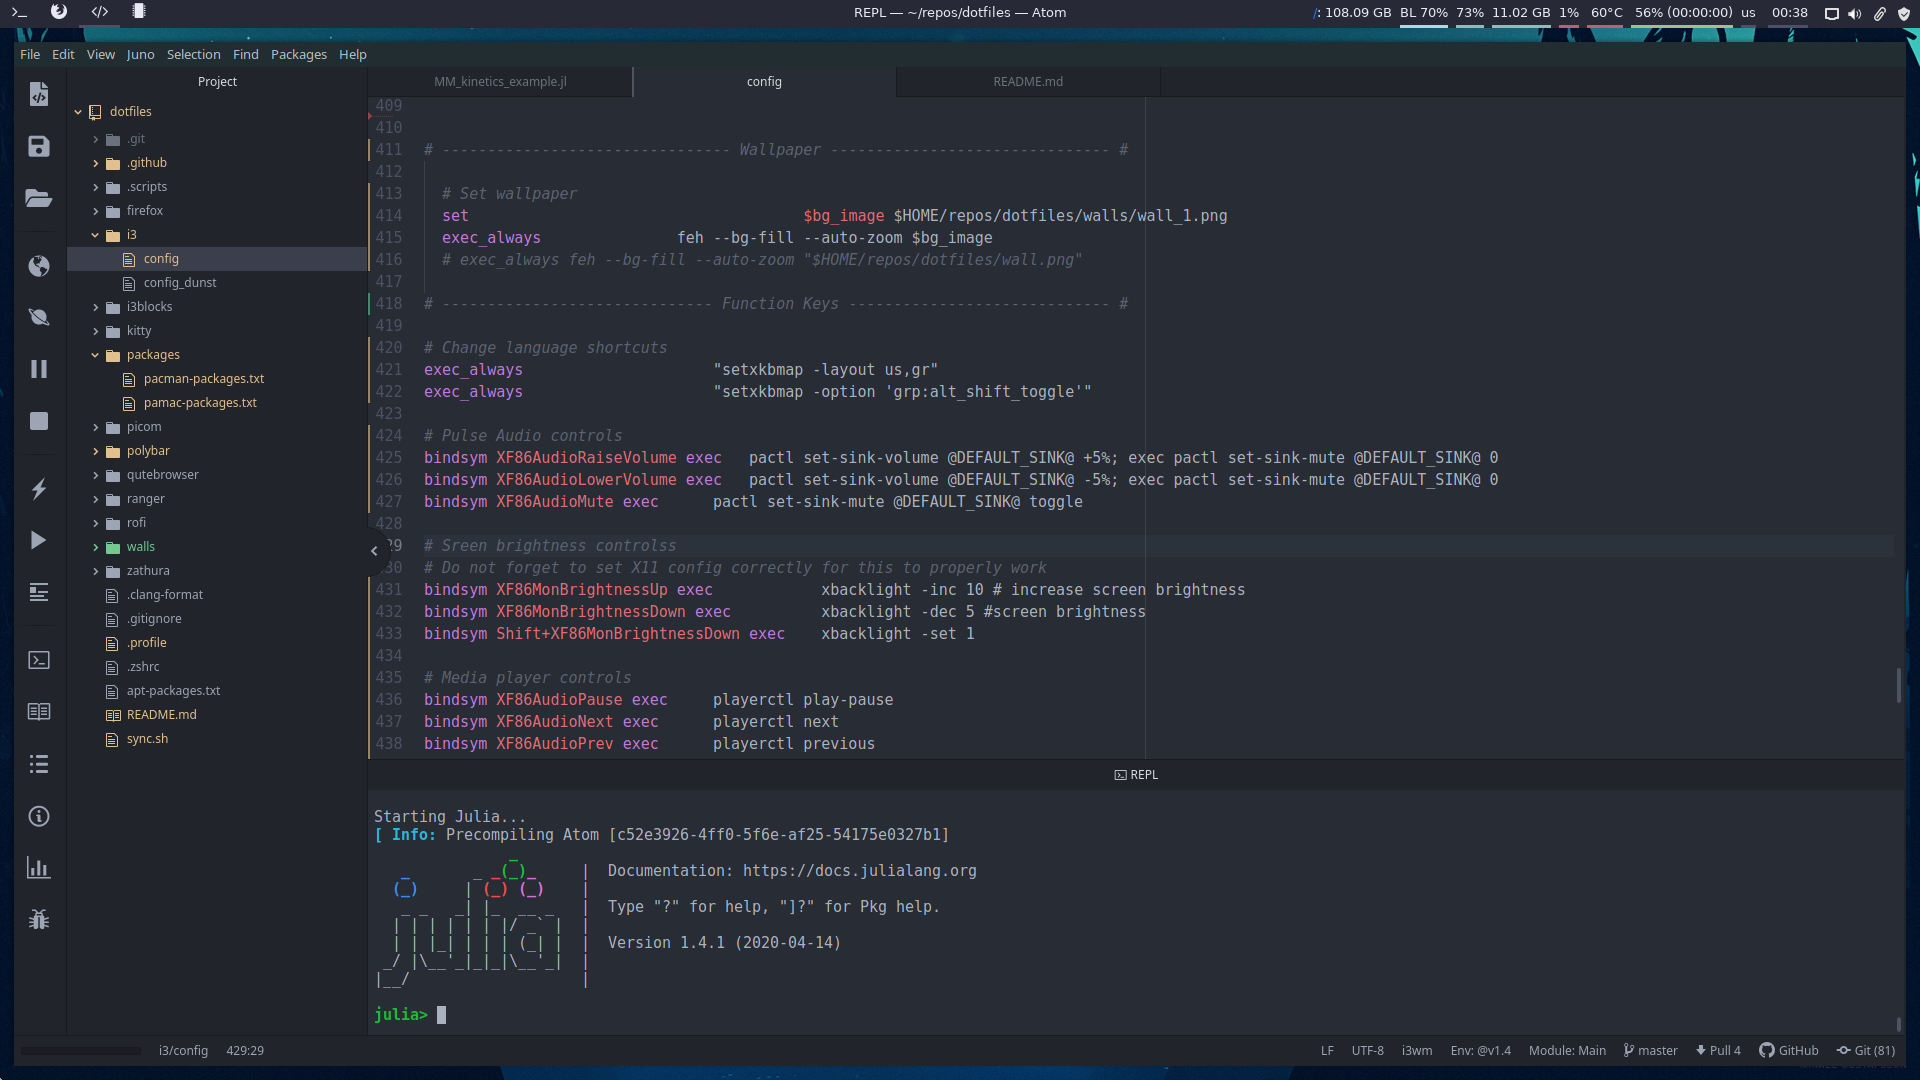 REPL — ~/repos/dotfiles — Atom
/: 108.09 GB BL 70% 73% 11.02 GB 1% 60°C 56% (00:00:00) us 00:38
File Edit View Juno Selection Find Packages Help
Project
dotfiles
.git
.github
.scripts
firefox
i3
config
config_dunst
i3blocks
kitty
packages
pacman-packages.txt
pamac-packages.txt
picom
polybar
qutebrowser
ranger
rofi
walls
zathura
.clang-format
.gitignore
.profile
.zshrc
apt-packages.txt
README.md
sync.sh
MM_kinetics_example.jl config README.md
409
410
411 # -------------------------------- Wallpaper ------------------------------- #
412
413 # Set wallpaper
414 set $bg_image $HOME/repos/dotfiles/walls/wall_1.png
415 exec_always feh --bg-fill --auto-zoom $bg_image
416 # exec_always feh --bg-fill --auto-zoom "$HOME/repos/dotfiles/wall.png"
417
418 # ------------------------------ Function Keys ----------------------------- #
419
420 # Change language shortcuts
421 exec_always "setxkbmap -layout us,gr"
422 exec_always "setxkbmap -option 'grp:alt_shift_toggle'"
423
424 # Pulse Audio controls
425 bindsym XF86AudioRaiseVolume exec pactl set-sink-volume @DEFAULT_SINK@ +5%; exec pactl set-sink-mute @DEFAULT_SINK@ 0
426 bindsym XF86AudioLowerVolume exec pactl set-sink-volume @DEFAULT_SINK@ -5%; exec pactl set-sink-mute @DEFAULT_SINK@ 0
427 bindsym XF86AudioMute exec pactl set-sink-mute @DEFAULT_SINK@ toggle
428
29 # Sreen brightness controlss
30 # Do not forget to set X11 config correctly for this to properly work
431 bindsym XF86MonBrightnessUp exec xbacklight -inc 10 # increase screen brightness
432 bindsym XF86MonBrightnessDown exec xbacklight -dec 5 #screen brightness
433 bindsym Shift+XF86MonBrightnessDown exec xbacklight -set 1
434
435 # Media player controls
436 bindsym XF86AudioPause exec playerctl play-pause
437 bindsym XF86AudioNext exec playerctl next
438 bindsym XF86AudioPrev exec playerctl previous
REPL
Starting Julia...
[ Info: Precompiling Atom [c52e3926-4ff0-5f6e-af25-54175e0327b1]
julia
Documentation: https://docs.julialang.org
Type "?" for help, "]?" for Pkg help.
Version 1.4.1 (2020-04-14)
julia>
i3/config 429:29 LF UTF-8 i3wm Env: @v1.4 Module: Main master Pull 4 GitHub Git (81)